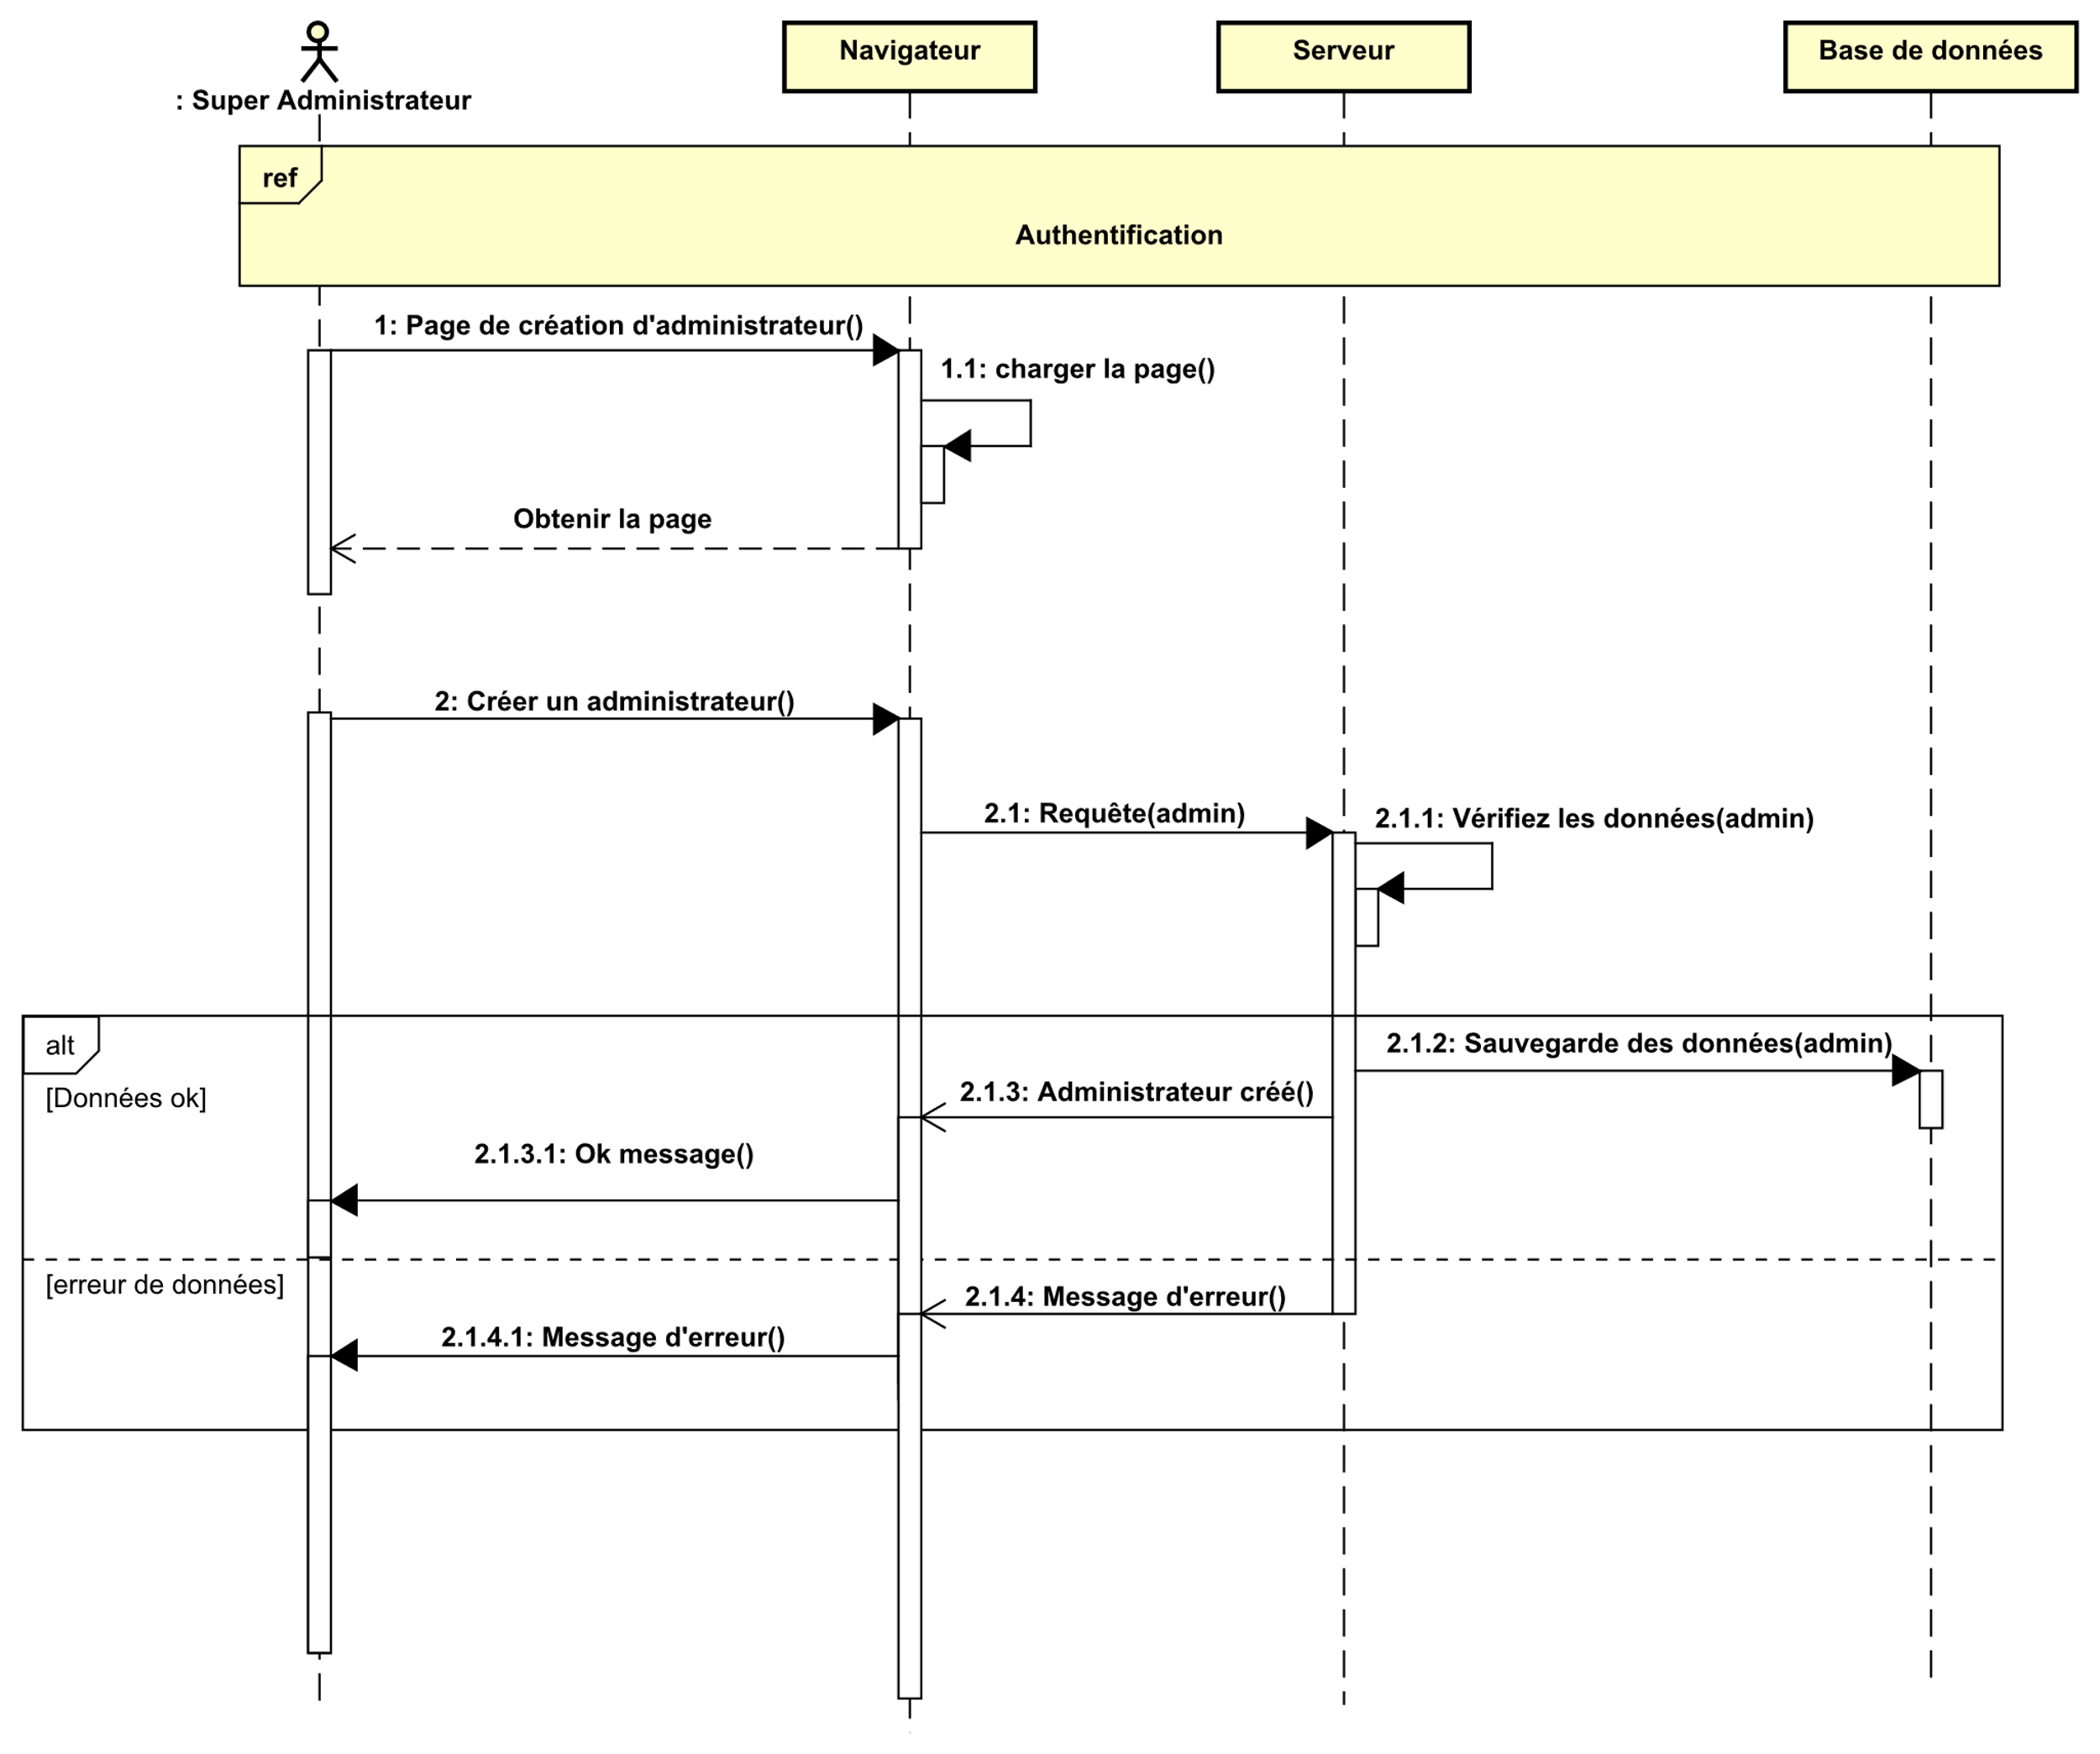 : Super Administrateur
Navigateur
Serveur
Base de données
ref
Authentification
1: Page de création d'administrateur()
1.1: charger la page()
Obtenir la page
2: Créer un administrateur()
2.1: Requête(admin)
2.1.1: Vérifiez les données(admin)
alt
2.1.2: Sauvegarde des données(admin)
[Données ok]
2.1.3: Administrateur créé()
2.1.3.1: Ok message()
[erreur de données]
2.1.4: Message d'erreur()
2.1.4.1: Message d'erreur()